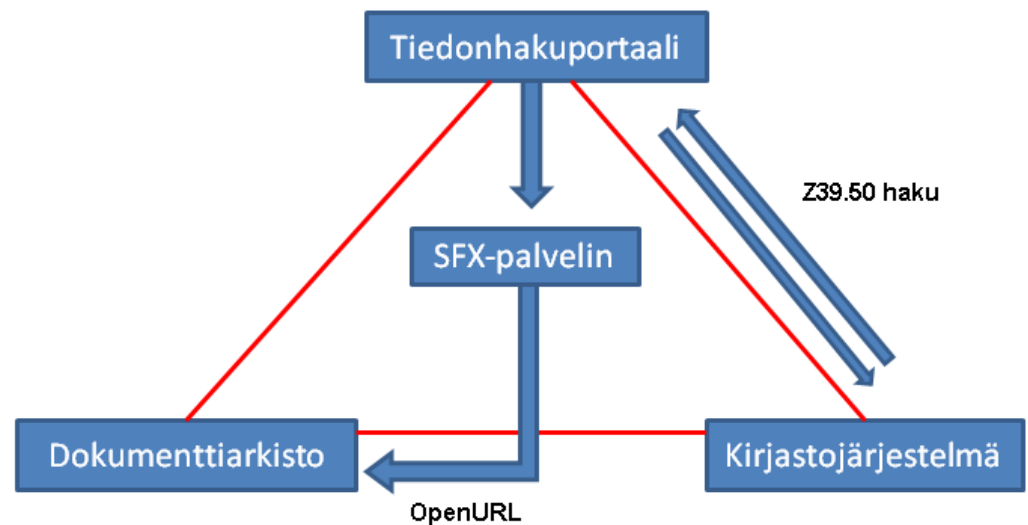 Tiedonhakuportaali
Z39.50 haku
SFX-palvelin
Dokumenttiarkisto
Kirjastojärjestelmä
OpenURL